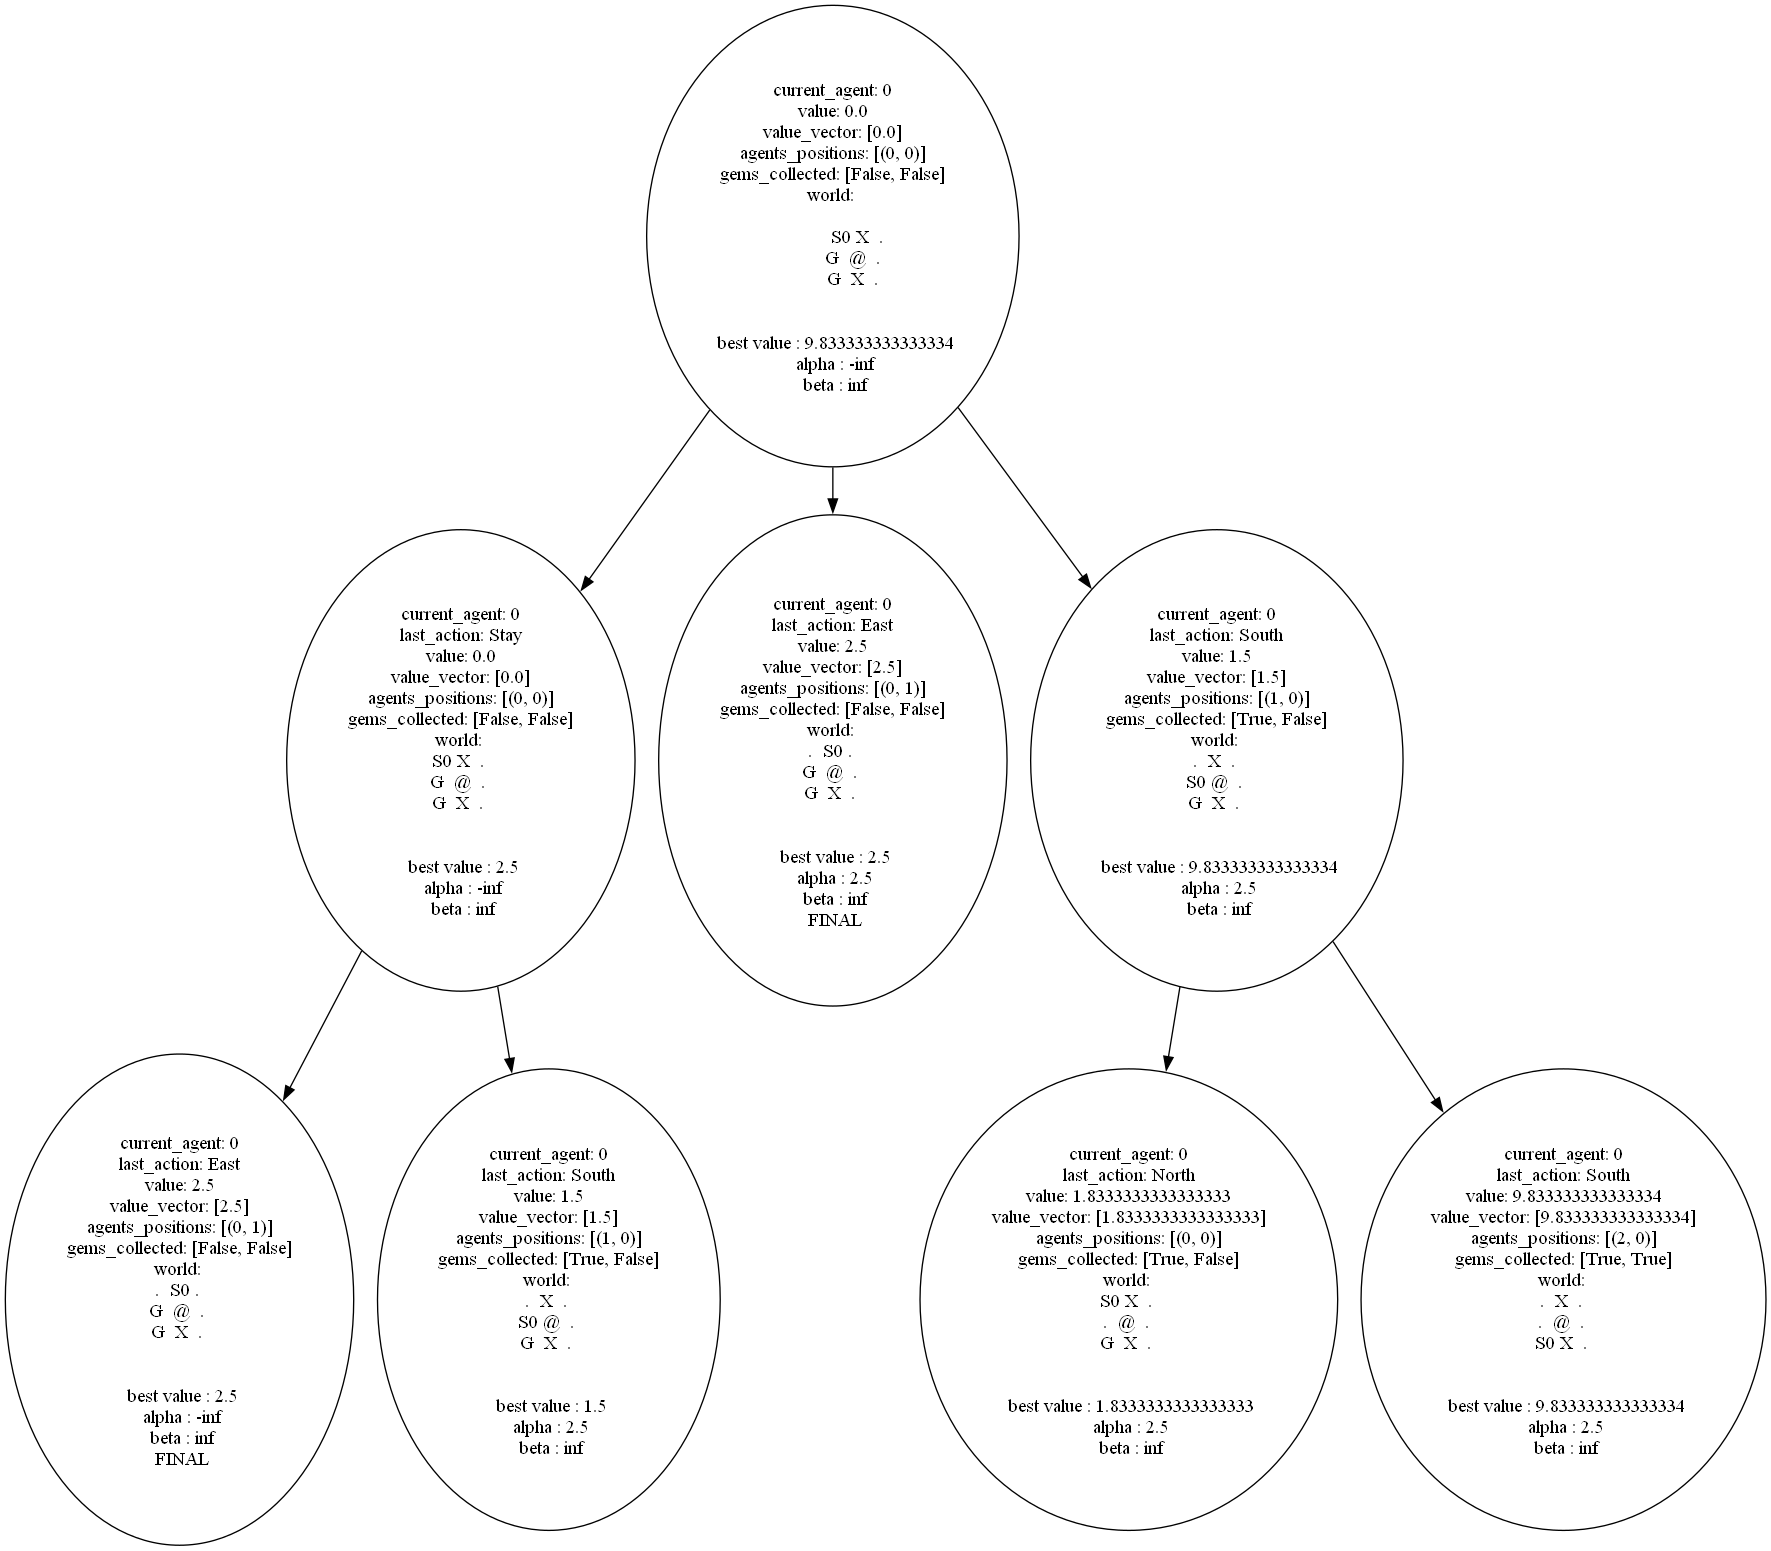 current_agent: 0
value: 0.0
value_vector: [0.0]
agents_positions: [(0, 0)]
gems_collected: [False, False]
world:
S0 X .
G @ .
G X .
best value : 9.833333333333334
alpha : -inf
beta : inf
current_agent: 0
last_action: Stay
value: 0.0
value_vector: [0.0]
agents_positions: [(0, 0)]
gems_collected: [False, False]
world:
S0 X .
G @ .
G X .
best value : 2.5
alpha : -inf
beta : inf
current_agent: 0
last_action: East
value: 2.5
value_vector: [2.5]
agents_positions: [(0, 1)]
gems_collected: [False, False]
world:
. S0 .
G @ .
G X .
best value : 2.5
alpha : 2.5
beta : inf
FINAL
current_agent: 0
last_action: South
value: 1.5
value_vector: [1.5]
agents_positions: [(1, 0)]
gems_collected: [True, False]
world:
. X .
S0 @ .
G X .
best value : 9.833333333333334
alpha : 2.5
beta : inf
current_agent: 0
last_action: East
value: 2.5
value_vector: [2.5]
agents_positions: [(0, 1)]
gems_collected: [False, False]
world:
. S0 .
G @ .
G X .
best value : 2.5
alpha : -inf
beta : inf
FINAL
current_agent: 0
last_action: South
value: 1.5
value_vector: [1.5]
agents_positions: [(1, 0)]
gems_collected: [True, False]
world:
. X .
S0 @ .
G X .
best value : 1.5
alpha : 2.5
beta : inf
current_agent: 0
last_action: North
value: 1.8333333333333333
value_vector: [1.8333333333333333]
agents_positions: [(0, 0)]
gems_collected: [True, False]
world:
S0 X .
. @ .
G X .
best value : 1.8333333333333333
alpha : 2.5
beta : inf
current_agent: 0
last_action: South
value: 9.833333333333334
value_vector: [9.833333333333334]
agents_positions: [(2, 0)]
gems_collected: [True, True]
world:
. X .
. @ .
S0 X .
best value : 9.833333333333334
alpha : 2.5
beta : inf